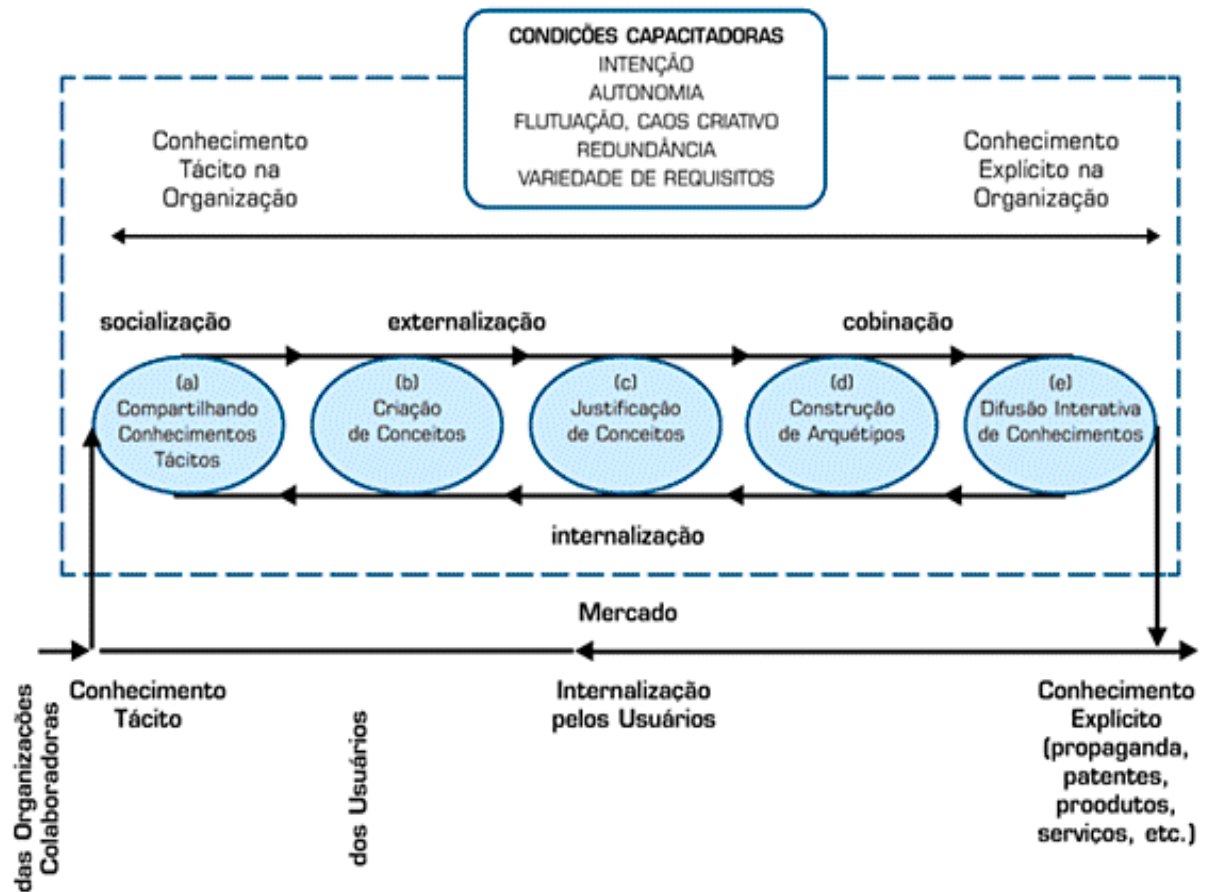 CONDIÇÕES CAPACITADORAS
INTENÇÃO
AUTONOMIA
FLUTUAÇÃO, CAOS CRIATIVO
REDUNDÂNCIA
VARIEDADE DE REQUISITOS
Conhecimento
Tácito na
Organização
Conhecimento
Explícito na
Organização
socialização
externalização
cobinação
(a)
Compartilhando
Conhecimentos
Tácitos
(b)
Criação
de Conceitos
(c)
Justificação
de Conceitos
(d)
Construção
de Arquétipos
(e)
Difusão Interativa
de Conhecimentos
internalização
Mercado
das Organizações
Colaboradoras
Conhecimento
Tácito
dos Usuários
Internalização
pelos Usuários
Conhecimento
Explícito
(propaganda,
patentes,
proodutos,
serviços, etc.)